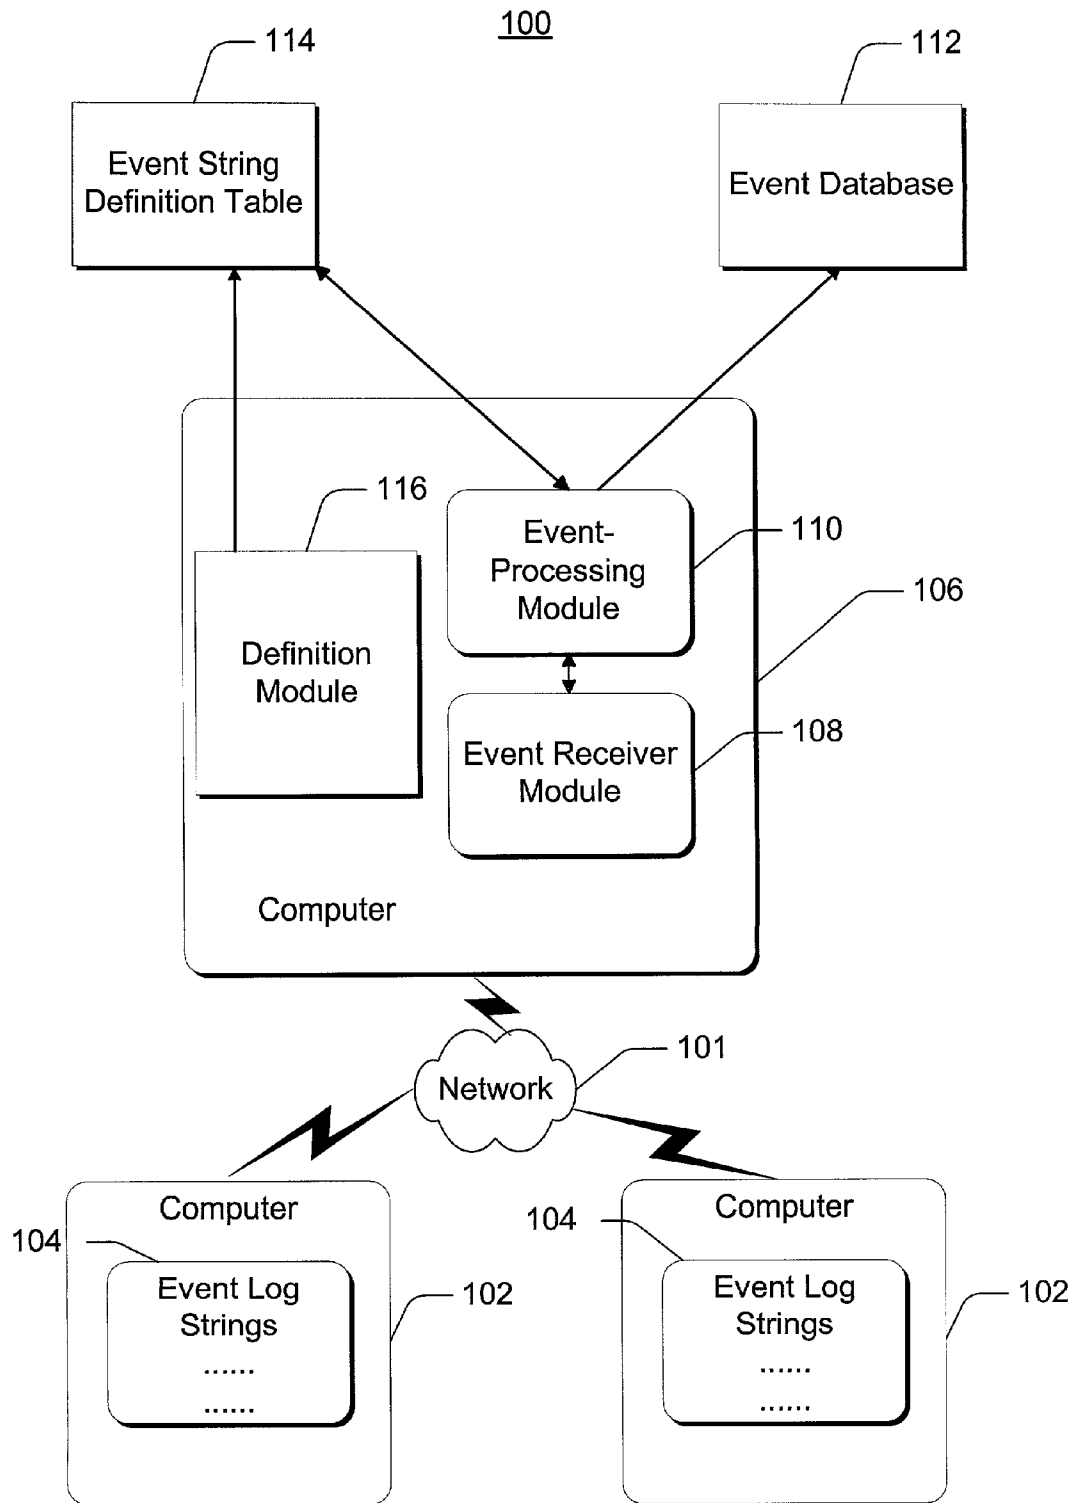 100
114
112
Event String
Definition Table
Event Database
116
Event-
Processing
Module
110
106
Definition
Module
108
Event Receiver
Module
Computer
101
Network
Computer
104
Event Log
Strings
......
......
102
Computer
104
Event Log
Strings
......
......
102